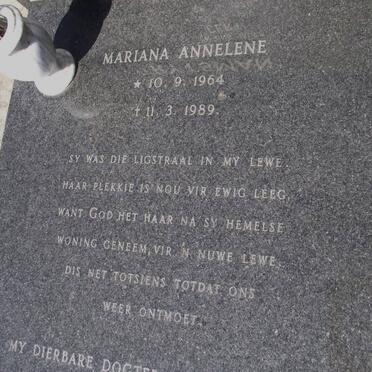 MARIANA ANNELENE
★ 10. 9. 1964
† 11. 3. 1989.
SY WAS DIE LIGSTRAAL IN MY LEWE.
HAAR PLEKKIE IS NOU VIR EWIG LEEG,
WANT GOD HET HAAR NA SY HEMELSE
WONING GENEEM, VIR 'N NUWE LEWE.
DIS NET TOTSIENS TOTDAT ONS
WEER ONTMOET.
MY DIERBARE DOGTER